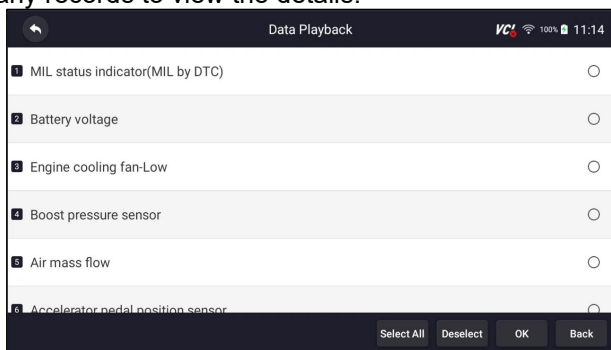 any records to view the details.
Data Playback VCI 100% 11:14
1 MIL status indicator(MIL by DTC)
2 Battery voltage
3 Engine cooling fan-Low
4 Boost pressure sensor
5 Air mass flow
6 Accelerator pedal position sensor
Select All Deselect OK Back